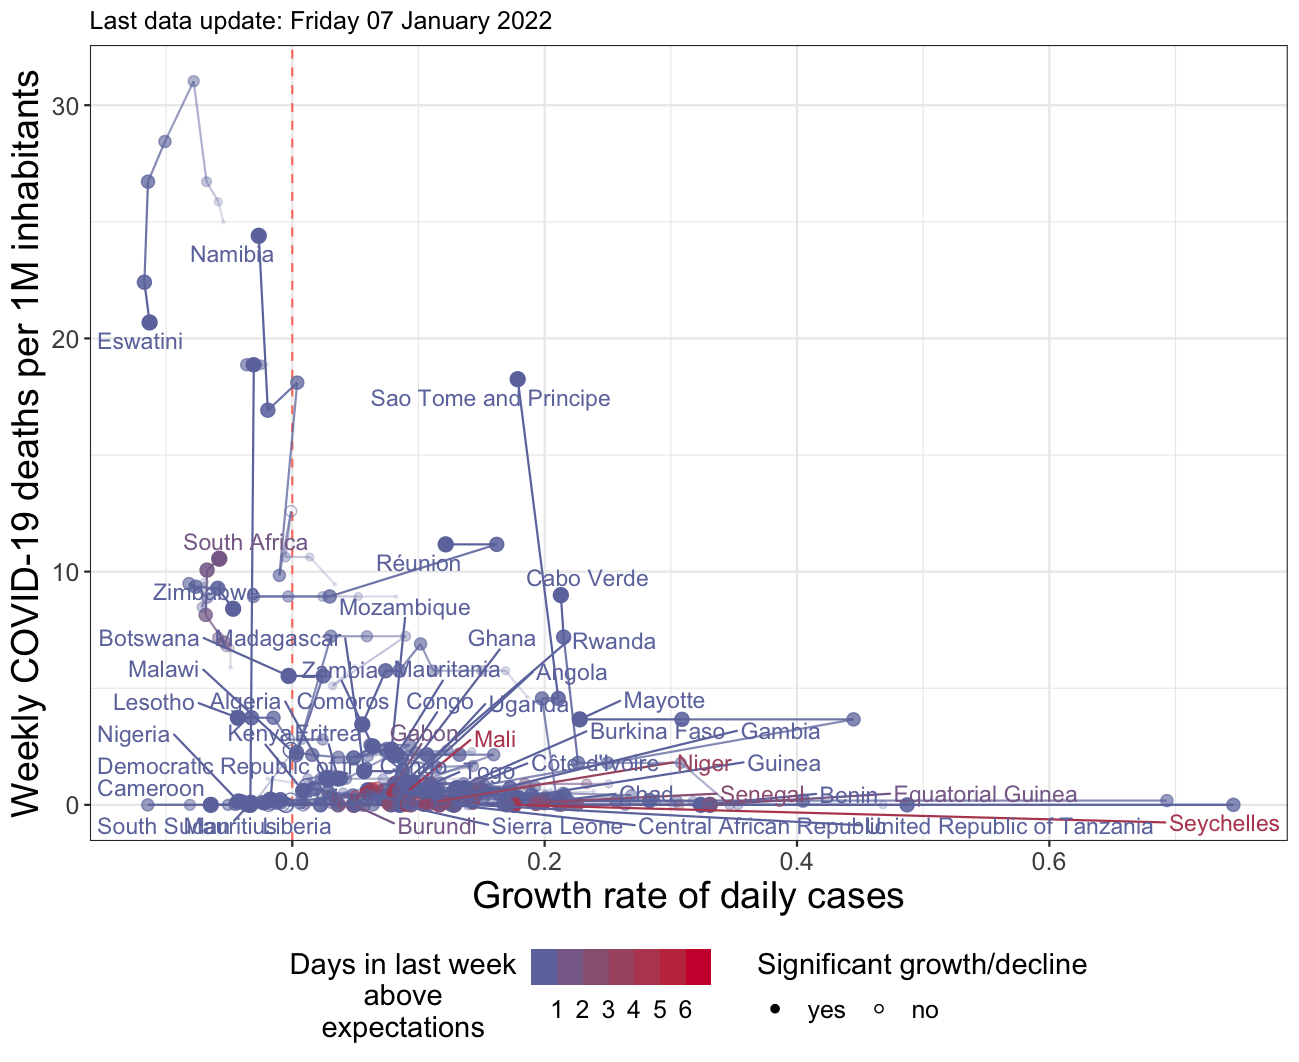 Last data update: Friday 07 January 2022
Weekly COVID-19 deaths per 1M inhabitants
30
20
10
0
Namibia
Eswatini
Sao Tome and Principe
South Africa
Réunion
Cabo Verde
Zimbabwe
Mozambique
Botswana
Madagascar
Ghana
Rwanda
Malawi
Zambia
Mauritania
Angola
Lesotho
Algeria
Comoros
Congo
Uganda
Mayotte
Nigeria
Kenya
Eritrea
Gabon
Mali
Burkina Faso
Gambia
Democratic Republic of the Congo
Togo
Côte d'Ivoire
Niger
Guinea
Cameroon
Chad
Senegal
Benin
Equatorial Guinea
South Sudan
Mauritius
Liberia
Burundi
Sierra Leone
Central African Republic
United Republic of Tanzania
Seychelles
0.0
0.2
0.4
0.6
Growth rate of daily cases
Days in last week
above
expectations
1 2 3 4 5 6
Significant growth/decline
yes
no